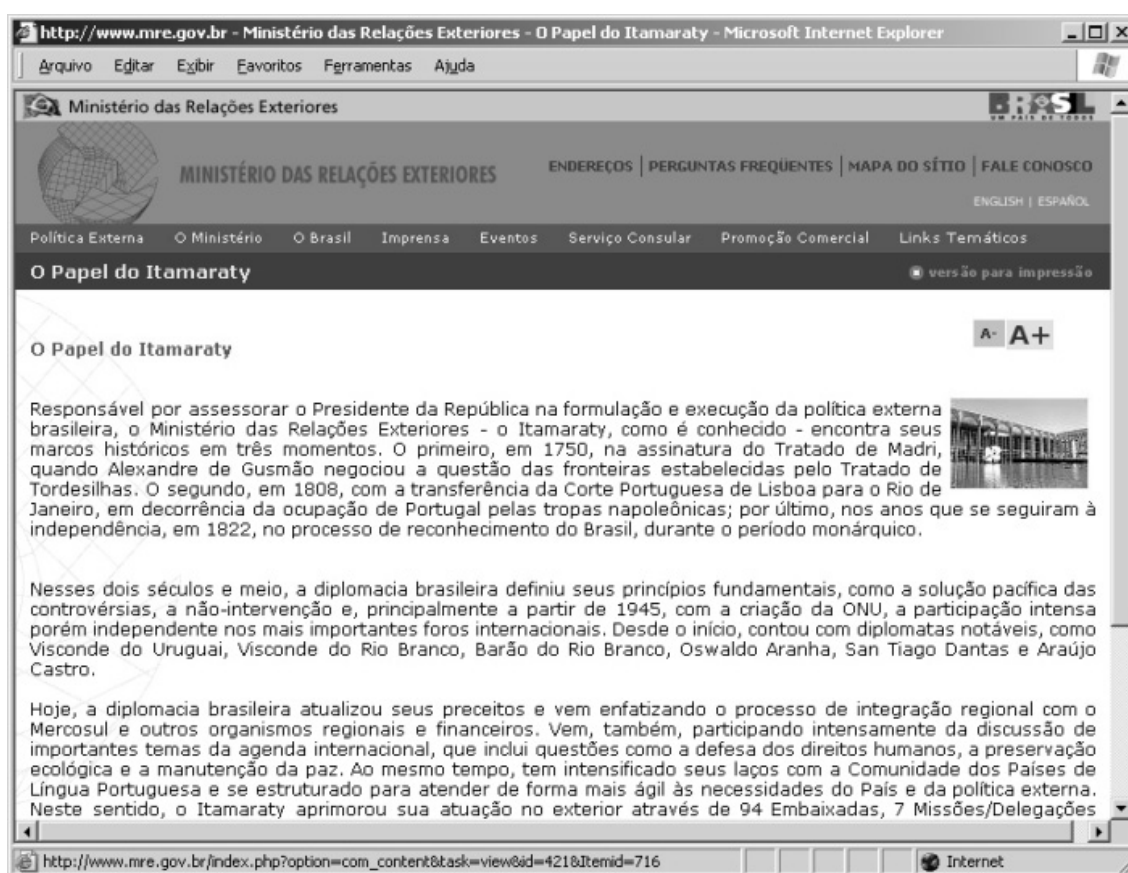 http://www.mre.gov.br - Ministério das Relações Exteriores - O Papel do Itamaraty - Microsoft Internet Explorer
Arquivo Editar Exibir Favoritos Ferramentas Ajuda
Ministério das Relações Exteriores
BRASIL
UM PAÍS DE TODOS
MINISTÉRIO DAS RELAÇÕES EXTERIORES
ENDEREÇOS | PERGUNTAS FREQÜENTES | MAPA DO SÍTIO | FALE CONOSCO
ENGLISH | ESPAÑOL
Política Externa O Ministério O Brasil Imprensa Eventos Serviço Consular Promoção Comercial Links Temáticos
O Papel do Itamaraty versão para impressão
A- A+
O Papel do Itamaraty
Responsável por assessorar o Presidente da República na formulação e execução da política externa
brasileira, o Ministério das Relações Exteriores - o Itamaraty, como é conhecido - encontra seus
marcos históricos em três momentos. O primeiro, em 1750, na assinatura do Tratado de Madri,
quando Alexandre de Gusmão negociou a questão das fronteiras estabelecidas pelo Tratado de
Tordesilhas. O segundo, em 1808, com a transferência da Corte Portuguesa de Lisboa para o Rio de
Janeiro, em decorrência da ocupação de Portugal pelas tropas napoleônicas; por último, nos anos que se seguiram à
independência, em 1822, no processo de reconhecimento do Brasil, durante o período monárquico.
Nesses dois séculos e meio, a diplomacia brasileira definiu seus princípios fundamentais, como a solução pacífica das
controvérsias, a não-intervenção e, principalmente a partir de 1945, com a criação da ONU, a participação intensa
porém independente nos mais importantes foros internacionais. Desde o início, contou com diplomatas notáveis, como
Visconde do Uruguai, Visconde do Rio Branco, Barão do Rio Branco, Oswaldo Aranha, San Tiago Dantas e Araújo
Castro.
Hoje, a diplomacia brasileira atualizou seus preceitos e vem enfatizando o processo de integração regional com o
Mercosul e outros organismos regionais e financeiros. Vem, também, participando intensamente da discussão de
importantes temas da agenda internacional, que inclui questões como a defesa dos direitos humanos, a preservação
ecológica e a manutenção da paz. Ao mesmo tempo, tem intensificado seus laços com a Comunidade dos Países de
Língua Portuguesa e se estruturado para atender de forma mais ágil às necessidades do País e da política externa.
Neste sentido, o Itamaraty aprimorou sua atuação no exterior através de 94 Embaixadas, 7 Missões/Delegações
http://www.mre.gov.br/index.php?option=com_content&task=view&id=421&Itemid=716 Internet